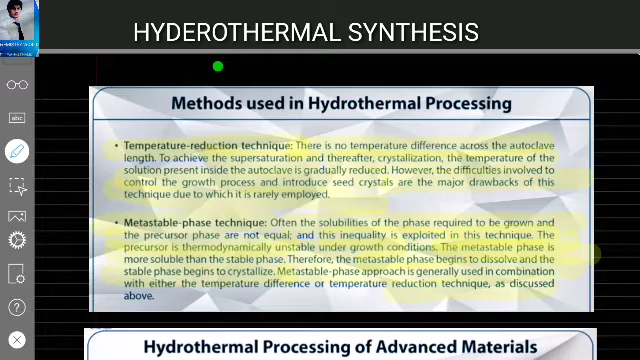 HYDEROTHERMAL SYNTHESIS
abc
Methods used in Hydrothermal Processing
• Temperature-reduction technique: There is no temperature difference across the autoclave
length. To achieve the supersaturation and thereafter, crystallization, the temperature of the
solution present inside the autoclave is gradually reduced. However, the difficulties involved to
control the growth process and introduce seed crystals are the major drawbacks of this
technique due to which it is rarely employed.
• Metastable-phase technique: Often the solubilities of the phase required to be grown and
the precursor phase are not equal; and this inequality is exploited in this technique. The
precursor is thermodynamically unstable under growth conditions. The metastable phase is
more soluble than the stable phase. Therefore, the metastable phase begins to dissolve and the
stable phase begins to crystallize. Metastable-phase approach is generally used in combination
with either the temperature difference or temperature reduction technique, as discussed
above.
Hydrothermal Processing of Advanced Materials